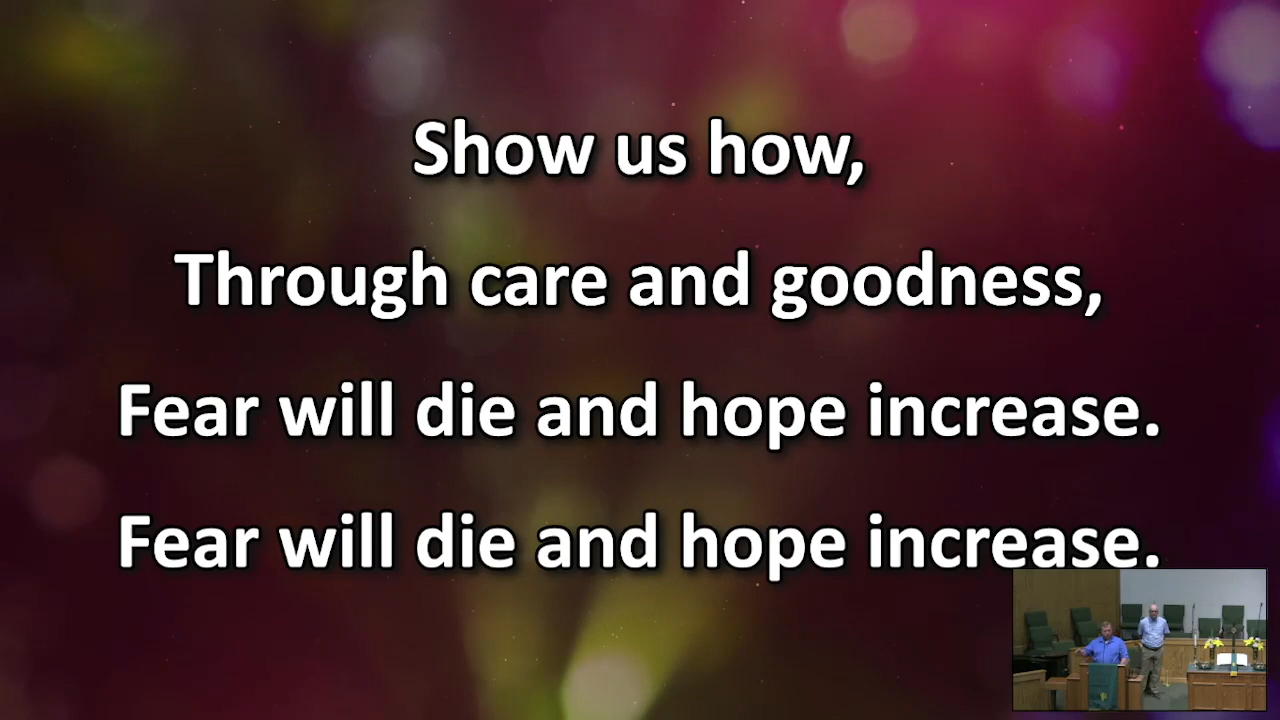 Show us how,
Through care and goodness,
Fear will die and hope increase.
Fear will die and hope increase.